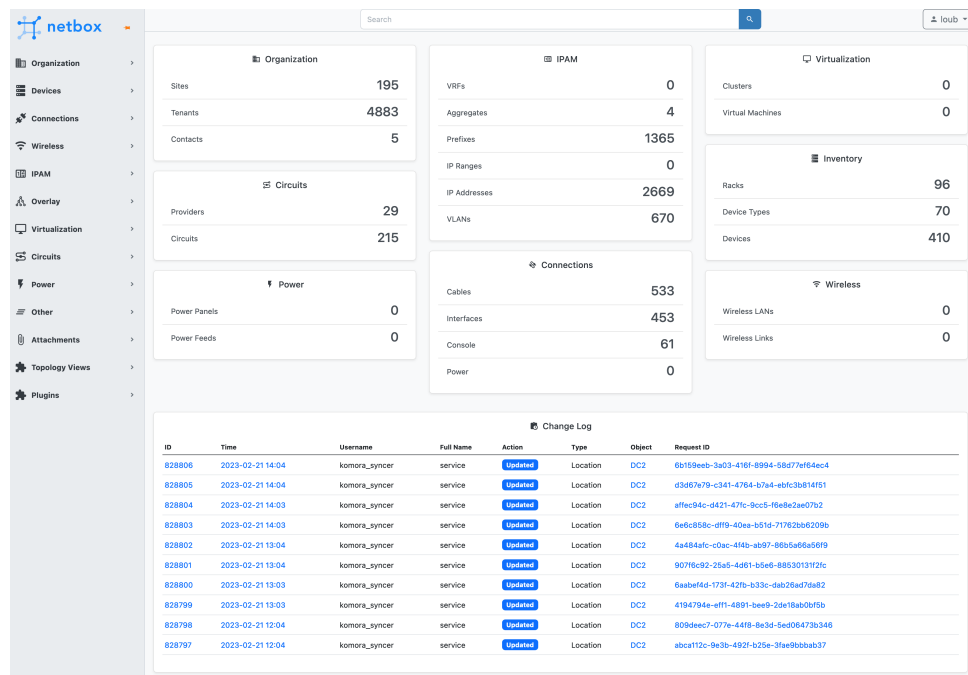 netbox
Search
loub
Organization
Devices
Connections
Wireless
IPAM
Overlay
Virtualization
Circuits
Power
Other
Attachments
Topology Views
Plugins
Organization
Sites 195
Tenants 4883
Contacts 5
Circuits
Providers 29
Circuits 215
Power
Power Panels 0
Power Feeds 0
IPAM
VRFs 0
Aggregates 4
Prefixes 1365
IP Ranges 0
IP Addresses 2669
VLANs 670
Connections
Cables 533
Interfaces 453
Console 61
Power 0
Virtualization
Clusters 0
Virtual Machines 0
Inventory
Racks 96
Device Types 70
Devices 410
Wireless
Wireless LANs 0
Wireless Links 0
Change Log
ID Time Username Full Name Action Type Object Request ID
828806 2023-02-21 14:04 komora_syncer service Updated Location DC2 6b159eeb-3a03-416f-8994-58d77ef64ec4
828805 2023-02-21 14:04 komora_syncer service Updated Location DC2 d3d67e79-c341-4764-b7a4-ebfc3b814f51
828804 2023-02-21 14:03 komora_syncer service Updated Location DC2 affec94c-d421-47fc-9cc5-f6e8e2ae07b2
828803 2023-02-21 14:03 komora_syncer service Updated Location DC2 6e6c858c-dff9-40ea-b51d-71762bb6209b
828802 2023-02-21 13:04 komora_syncer service Updated Location DC2 4a484afc-c0ac-4f4b-ab97-86b5a66a56f9
828801 2023-02-21 13:04 komora_syncer service Updated Location DC2 907f6c92-25a5-4d61-b5e6-88530131f2fc
828800 2023-02-21 13:03 komora_syncer service Updated Location DC2 6aabef4d-173f-42fb-b33c-dab26ad7da82
828799 2023-02-21 13:03 komora_syncer service Updated Location DC2 4194794e-eff1-4891-bee9-2de18ab0bf5b
828798 2023-02-21 12:04 komora_syncer service Updated Location DC2 809deec7-077e-44f8-8e3d-5ed06473b346
828797 2023-02-21 12:04 komora_syncer service Updated Location DC2 abca112c-9e3b-492f-b25e-3fae9bbbab37